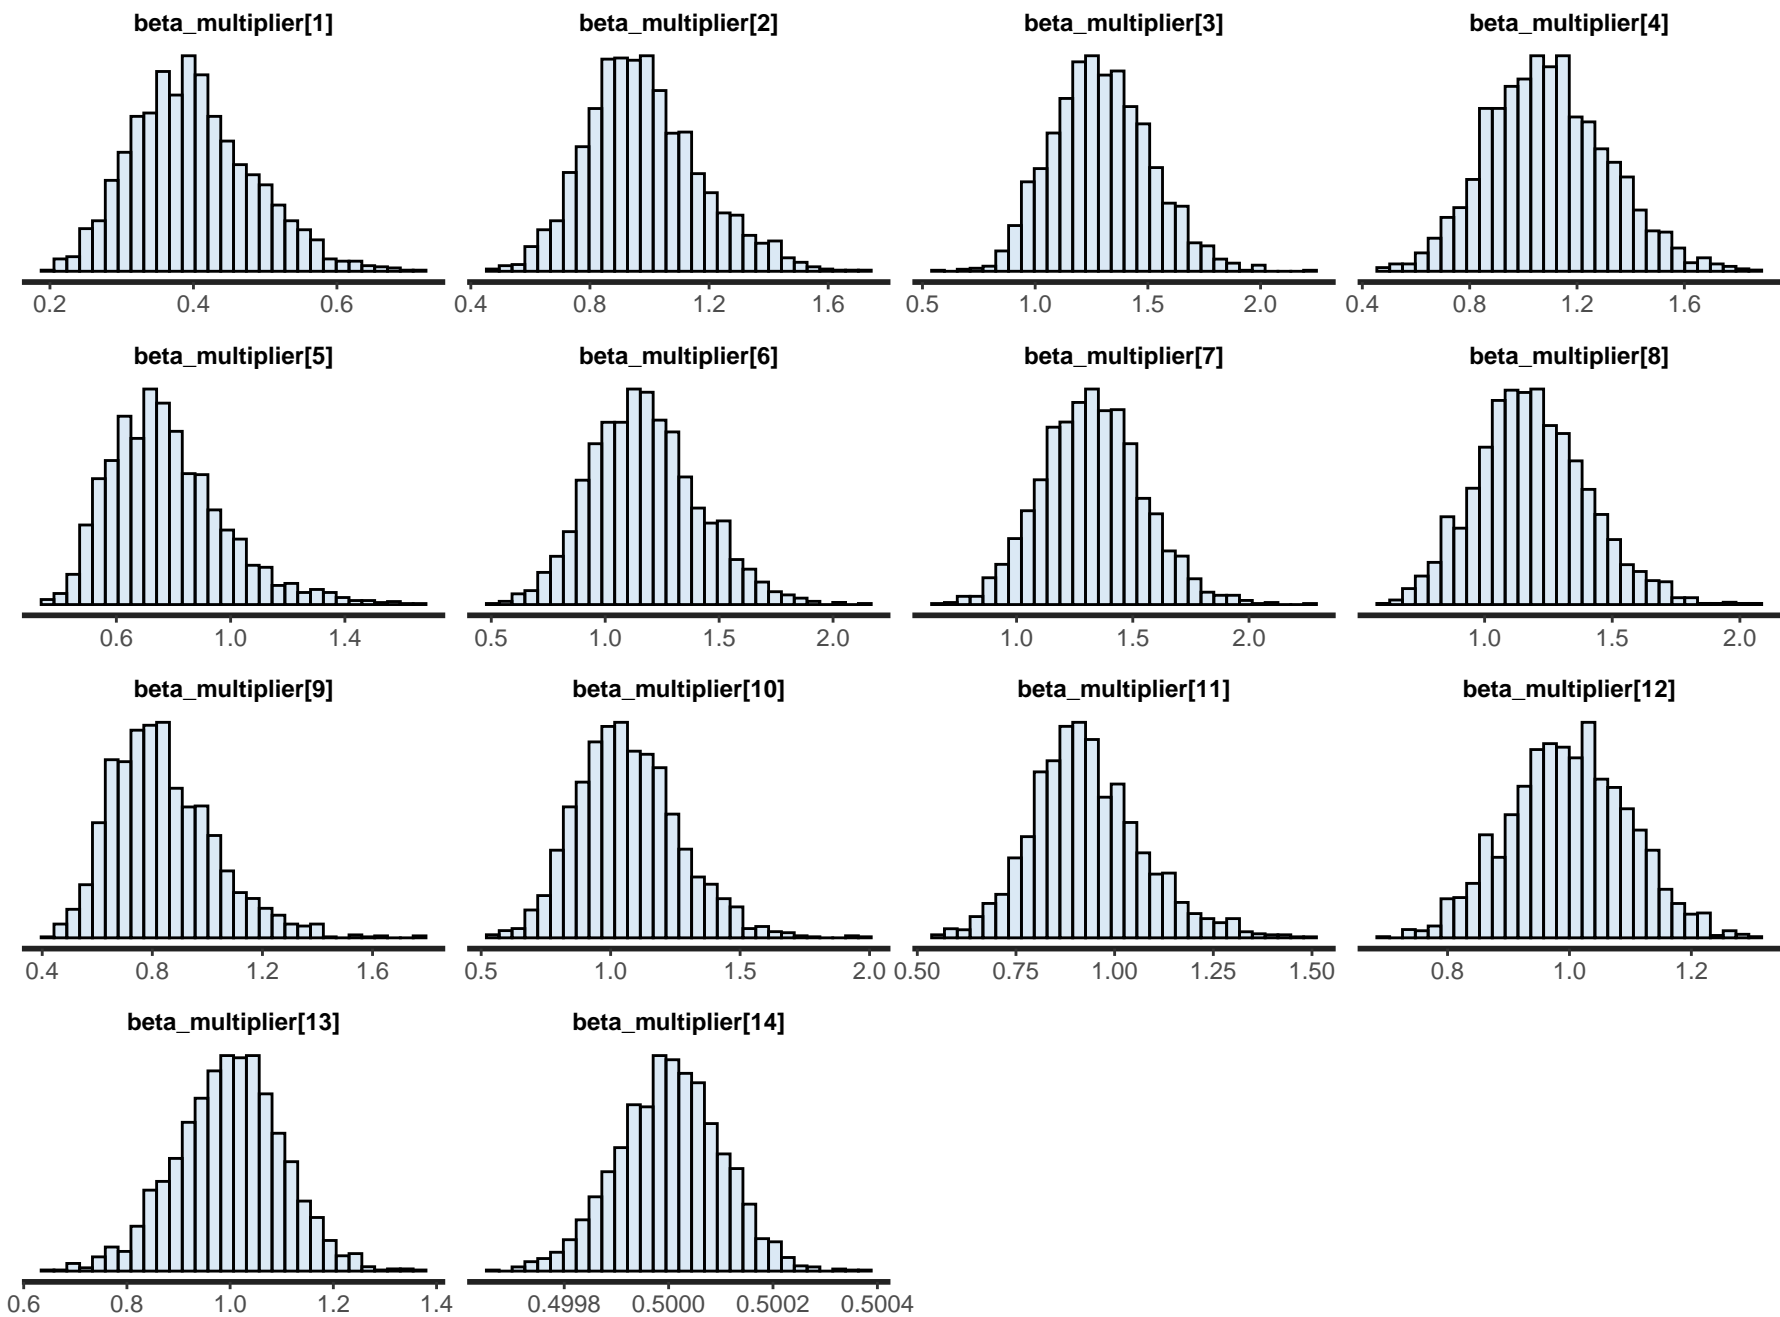 beta_multiplier[1] beta_multiplier[2] beta_multiplier[3] beta_multiplier[4]
0.2 0.4 0.6 0.4 0.8 1.2 1.6 0.5 1.0 1.5 2.0 0.4 0.8 1.2 1.6
beta_multiplier[5] beta_multiplier[6] beta_multiplier[7] beta_multiplier[8]
0.6 1.0 1.4 0.5 1.0 1.5 2.0 1.0 1.5 2.0 1.0 1.5 2.0
beta_multiplier[9] beta_multiplier[10] beta_multiplier[11] beta_multiplier[12]
0.4 0.8 1.2 1.6 0.5 1.0 1.5 2.0 0.50 0.75 1.00 1.25 1.50 0.8 1.0 1.2
beta_multiplier[13] beta_multiplier[14]
0.6 0.8 1.0 1.2 1.4 0.4998 0.5000 0.5002 0.5004